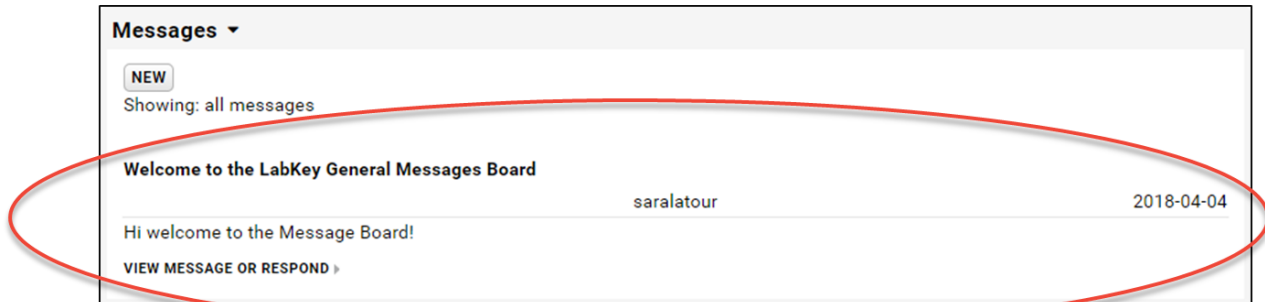 Messages
NEW
Showing: all messages
Welcome to the LabKey General Messages Board
saralatour 2018-04-04
Hi welcome to the Message Board!
VIEW MESSAGE OR RESPOND